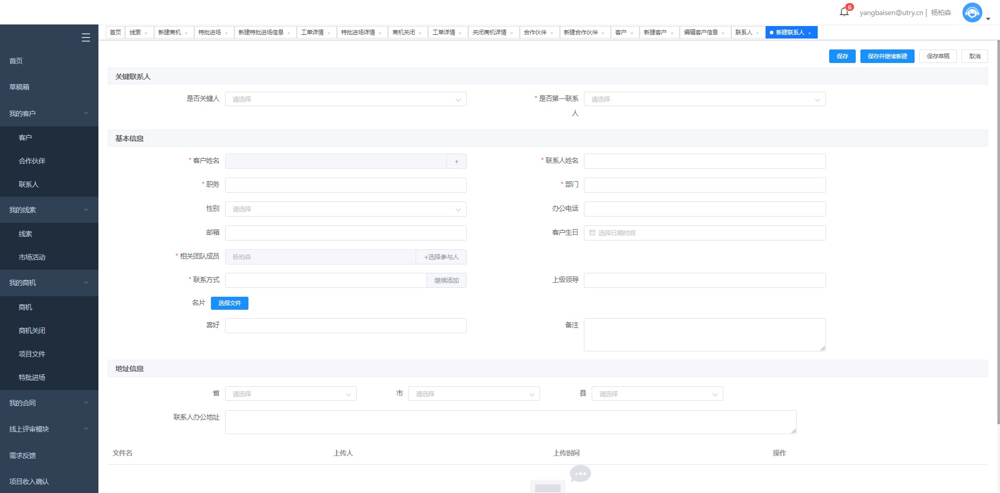 6
yangbaisen@utry.cn | 杨柏森
首页 线索 × 新建商机 × 特批进场 × 新建特批进场信息 × 工单详情 × 特批进场详情 × 商机关闭 × 工单详情 × 关闭商机详情 × 合作伙伴 × 新建合作伙伴 × 客户 × 新建客户 × 编辑客户信息 × 联系人 × 新建联系人 ×
首页
草稿箱
我的客户
客户
合作伙伴
联系人
我的线索
线索
市场活动
我的商机
商机
商机关闭
项目文件
特批进场
我的合同
线上评审模块
需求反馈
项目收入确认
保存 保存并继续新建 保存草稿 取消
关键联系人
是否关键人 请选择 * 是否第一联系
人 请选择
基本信息
* 客户姓名 + * 联系人姓名
* 职务 * 部门
性别 请选择 办公电话
邮箱 客户生日 选择日期时间
* 相关团队成员 杨柏森 +选择参与人
* 联系方式 继续添加 上级领导
名片 选择文件
喜好 备注
地址信息
省 请选择 市 请选择 县 请选择
联系人办公地址
文件名 上传人 上传时间 操作